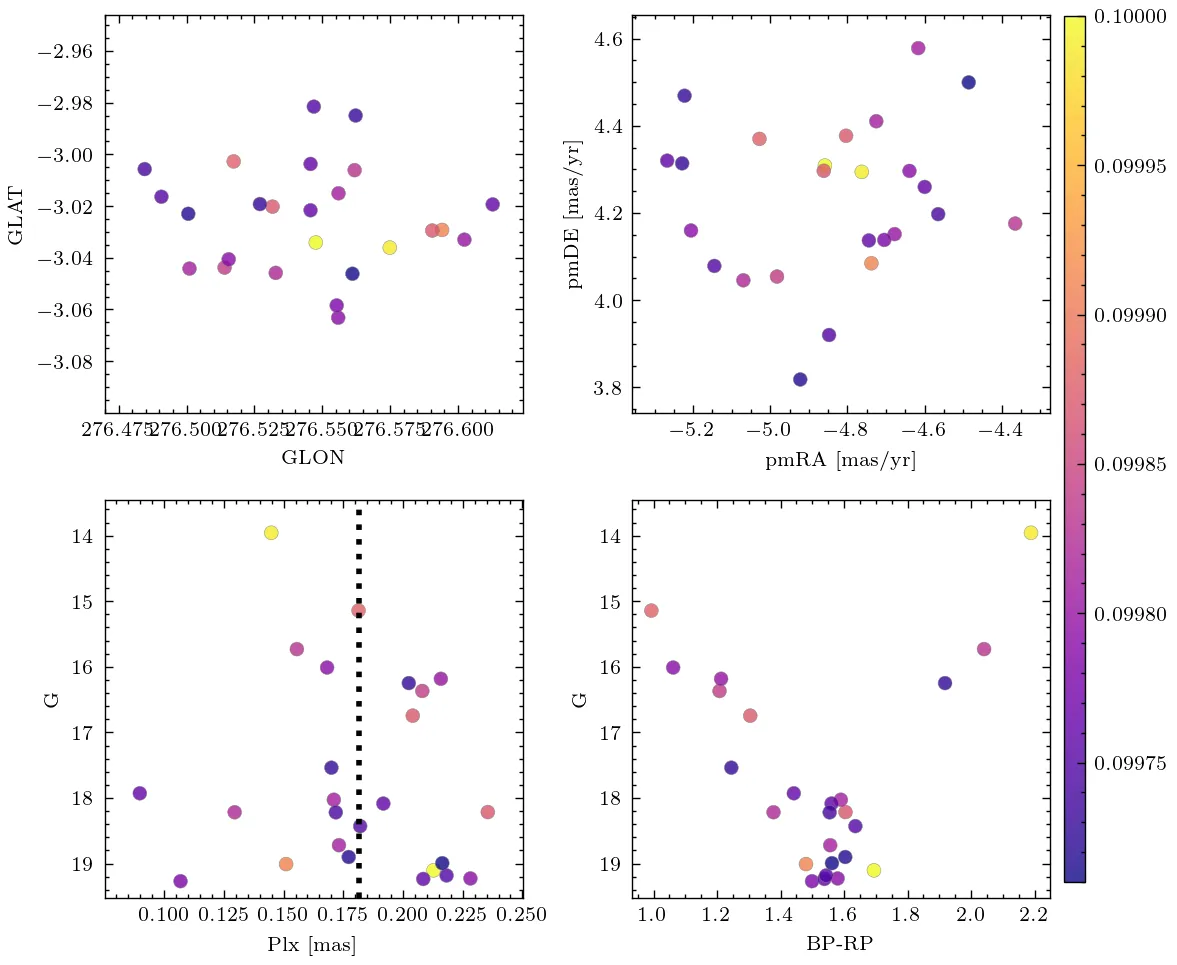 −2.96
−2.98
−3.00
−3.02
−3.04
−3.06
−3.08
GLAT
276.475 276.500 276.525 276.550 276.575 276.600
GLON
4.6
4.4
4.2
4.0
3.8
pmDE [mas/yr]
−5.2 −5.0 −4.8 −4.6 −4.4
pmRA [mas/yr]
0.10000
0.09995
0.09990
0.09985
0.09980
0.09975
14
15
16
17
18
19
G
0.100 0.125 0.150 0.175 0.200 0.225 0.250
Plx [mas]
14
15
16
17
18
19
G
1.0 1.2 1.4 1.6 1.8 2.0 2.2
BP-RP